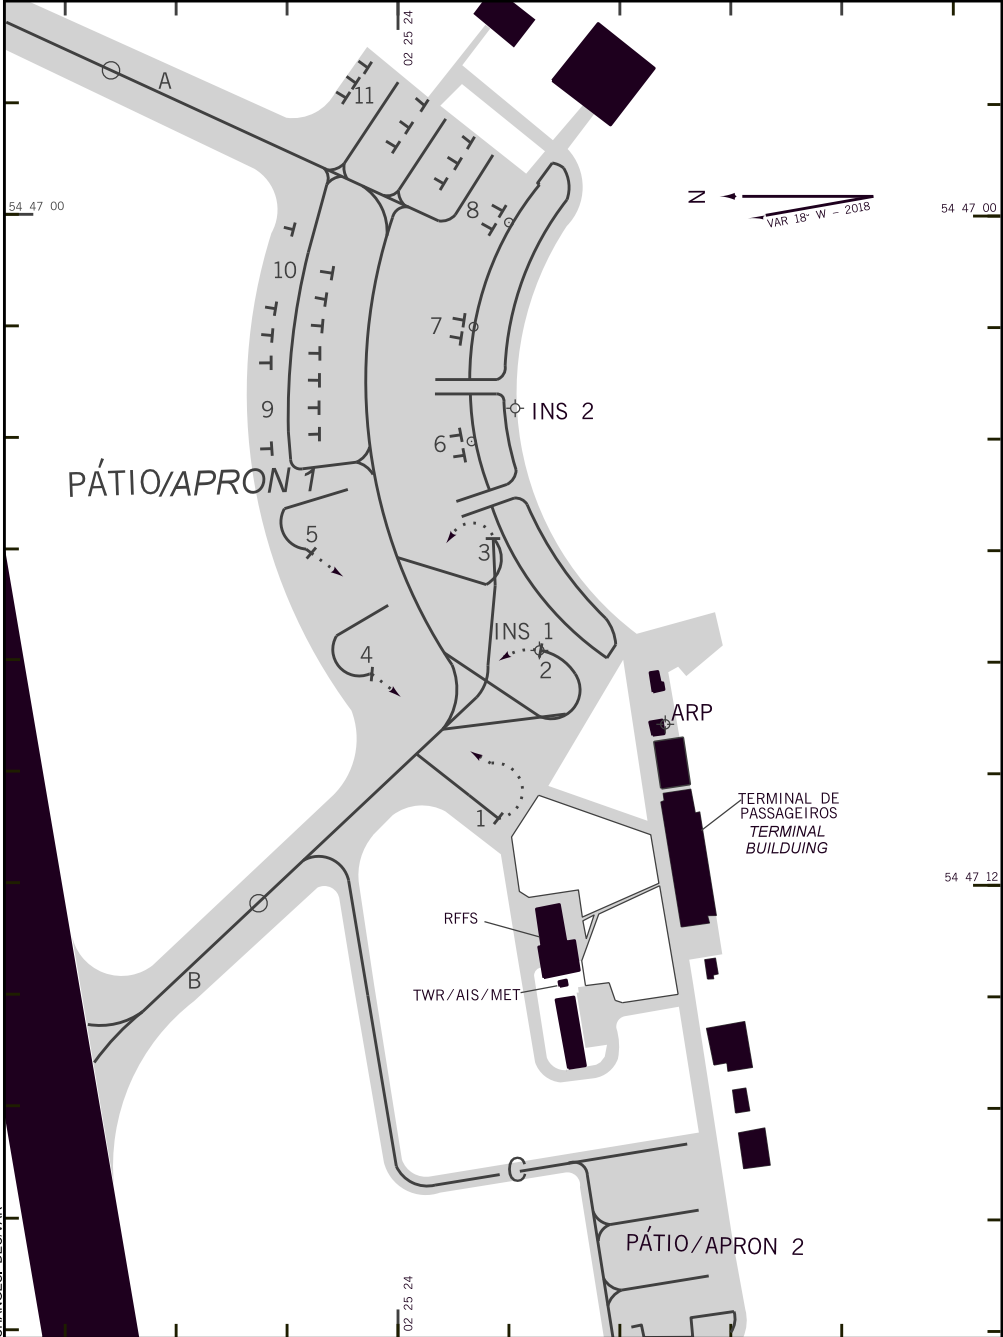 02 25 24
A
11
54 47 00
N
54 47 00
VAR 18° W - 2018
8
10
7
9
INS 2
6
PÁTIO/APRON 1
5
3
INS 1
4
2
ARP
TERMINAL DE
PASSAGEIROS
TERMINAL
BUILDUING
1
54 47 12
RFFS
B
TWR/AIS/MET
C
PÁTIO/APRON 2
02 25 24